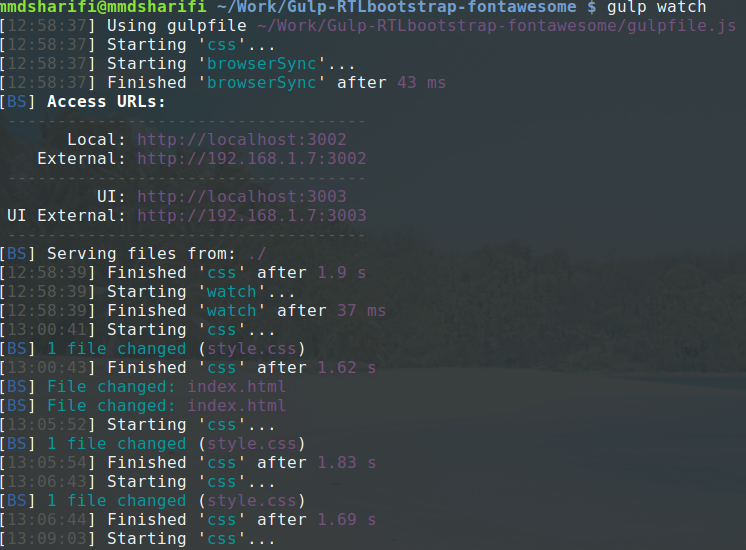 mmdsharifi@mmdsharifi ~/Work/Gulp-RTLbootstrap-fontawesome $ gulp watch
[12:58:37] Using gulpfile ~/Work/Gulp-RTLbootstrap-fontawesome/gulpfile.js
[12:58:37] Starting 'css'...
[12:58:37] Starting 'browserSync'...
[12:58:37] Finished 'browserSync' after 43 ms
[BS] Access URLs:
------------------------------------
Local: http://localhost:3002
External: http://192.168.1.7:3002
------------------------------------
UI: http://localhost:3003
UI External: http://192.168.1.7:3003
------------------------------------
[BS] Serving files from: ./
[12:58:39] Finished 'css' after 1.9 s
[12:58:39] Starting 'watch'...
[12:58:39] Finished 'watch' after 37 ms
[13:00:41] Starting 'css'...
[BS] 1 file changed (style.css)
[13:00:43] Finished 'css' after 1.62 s
[BS] File changed: index.html
[BS] File changed: index.html
[13:05:52] Starting 'css'...
[BS] 1 file changed (style.css)
[13:05:54] Finished 'css' after 1.83 s
[13:06:43] Starting 'css'...
[BS] 1 file changed (style.css)
[13:06:44] Finished 'css' after 1.69 s
[13:09:03] Starting 'css'...